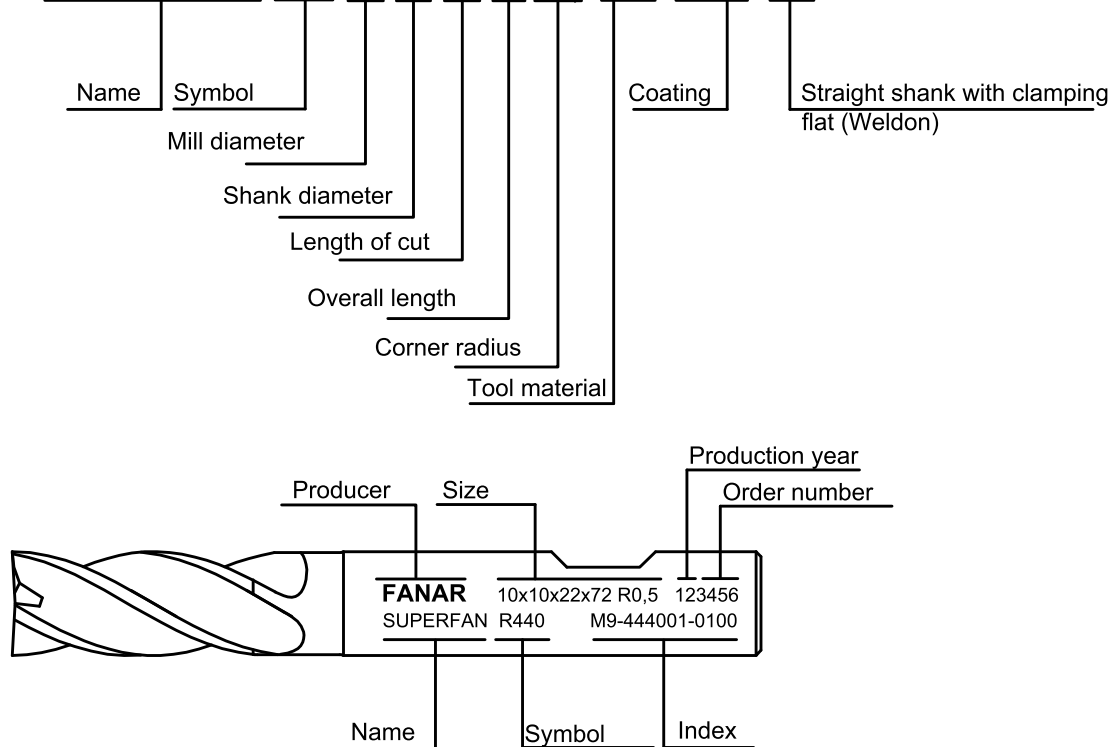 Name
Symbol
Coating
Straight shank with clamping
flat (Weldon)
Mill diameter
Shank diameter
Length of cut
Overall length
Corner radius
Tool material
Production year
Producer
Size
Order number
FANAR 10x10x22x72 R0,5 123456
SUPERFAN R440 M9-444001-0100
Name
Symbol
Index